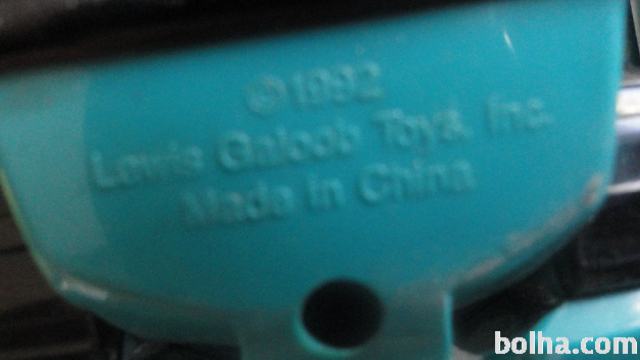 ©1992
Lewis Galoob Toys, Inc.
Made in China
bolha.com